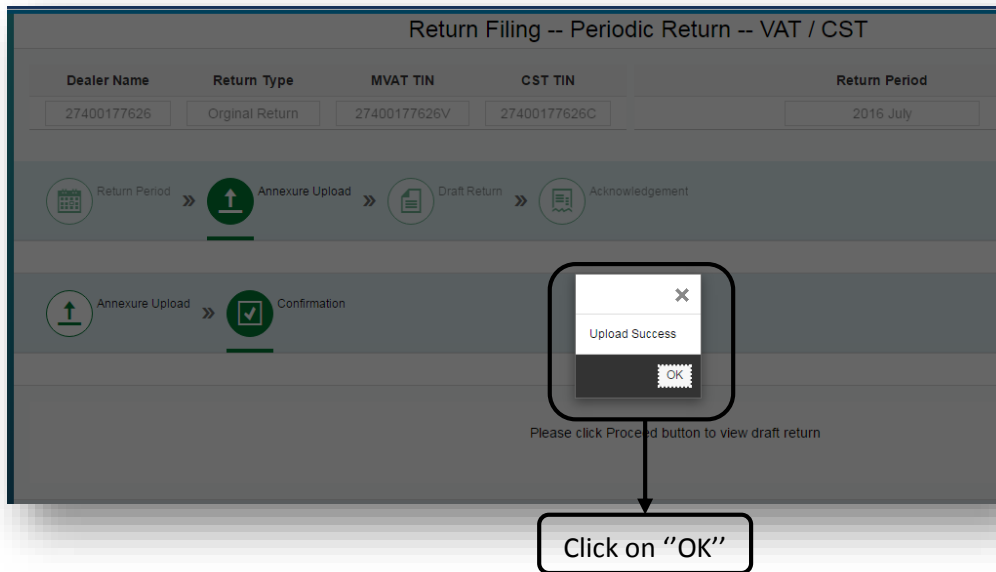 Return Filing -- Periodic Return -- VAT / CST
Dealer Name Return Type MVAT TIN CST TIN Return Period
27400177626 Orginal Return 27400177626V 27400177626C 2016 July
Return Period » Annexure Upload » Draft Return » Acknowledgement
Annexure Upload » Confirmation
Upload Success
OK
Please click Proceed button to view draft return
Click on ‘’OK’’